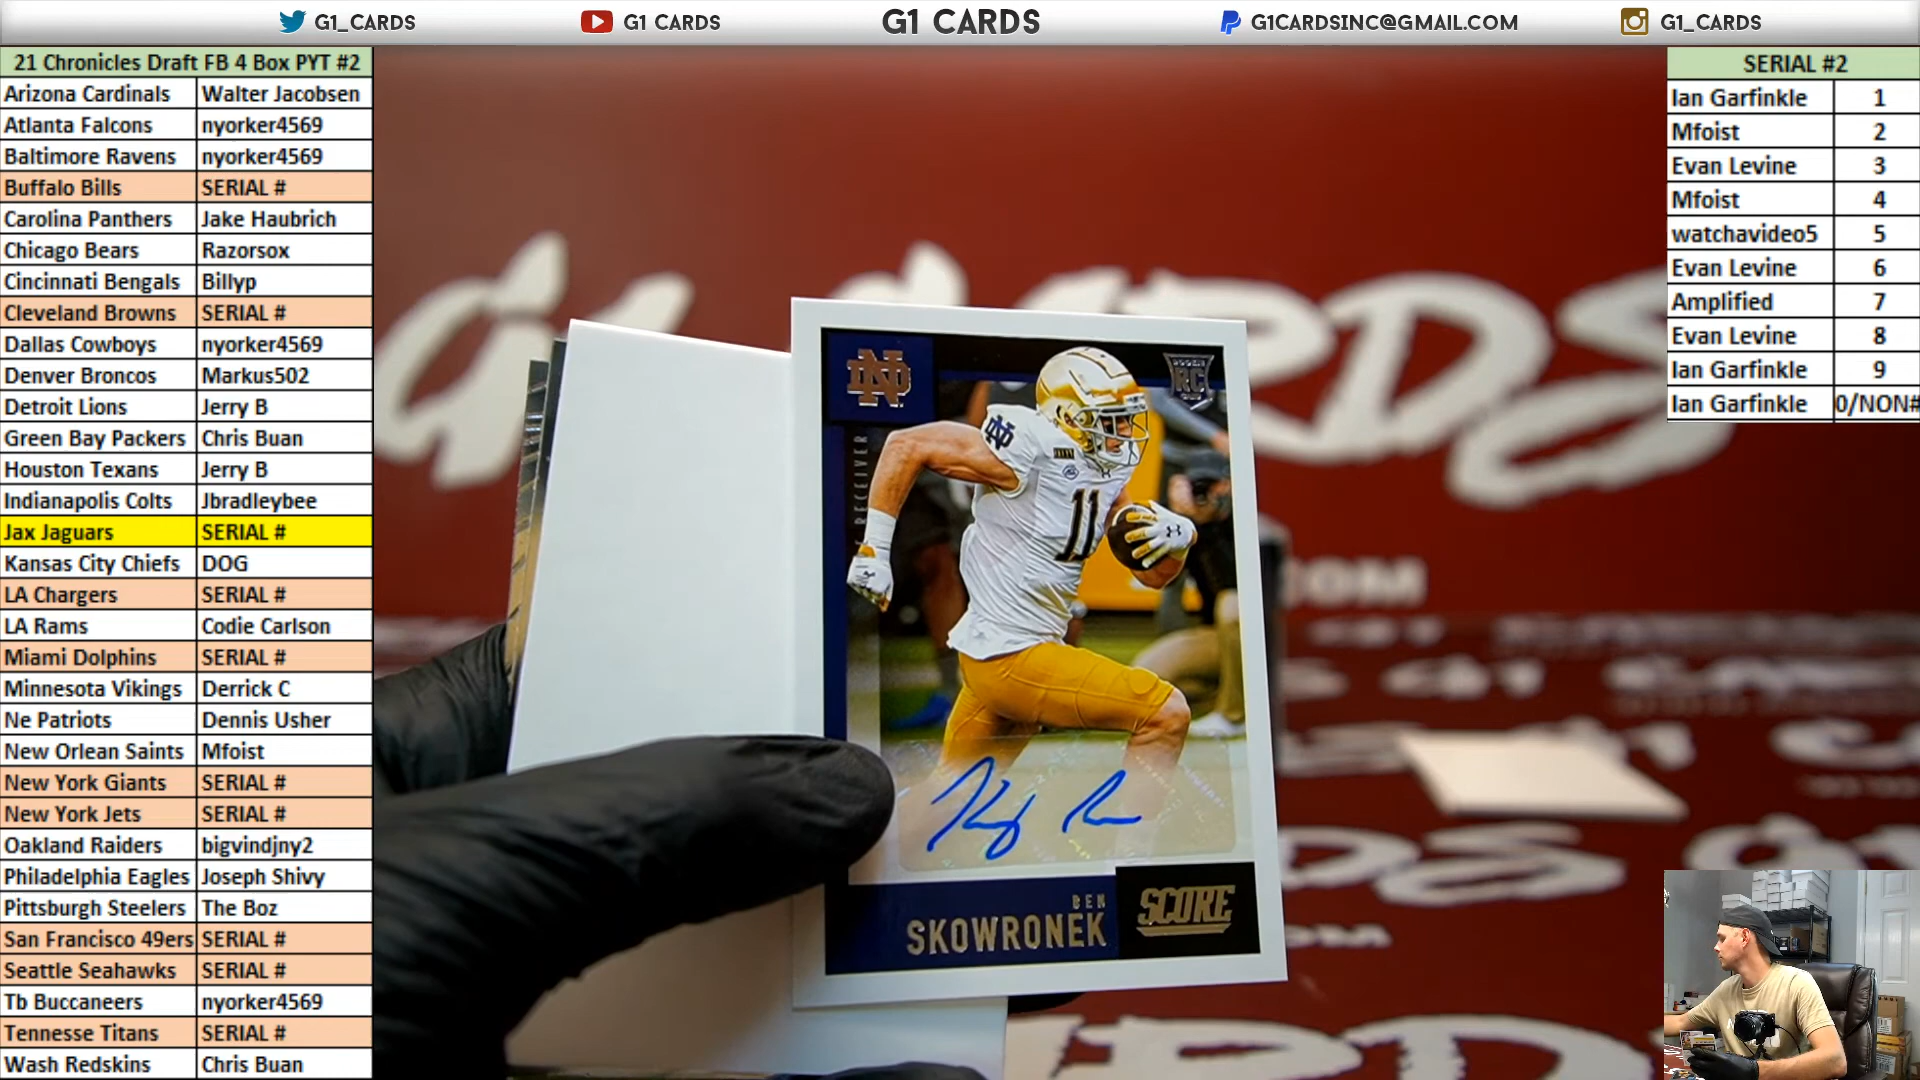 G1_CARDS
G1 CARDS
G1 CARDS
G1CARDSINC@GMAIL.COM
G1_CARDS
21 Chronicles Draft FB 4 Box PYT #2
Arizona Cardinals Walter Jacobsen
Atlanta Falcons nyorker4569
Baltimore Ravens nyorker4569
Buffalo Bills SERIAL #
Carolina Panthers Jake Haubrich
Chicago Bears Razorsox
Cincinnati Bengals Billyp
Cleveland Browns SERIAL #
Dallas Cowboys nyorker4569
Denver Broncos Markus502
Detroit Lions Jerry B
Green Bay Packers Chris Buan
Houston Texans Jerry B
Indianapolis Colts Jbradleybee
Jax Jaguars SERIAL #
Kansas City Chiefs DOG
LA Chargers SERIAL #
LA Rams Codie Carlson
Miami Dolphins SERIAL #
Minnesota Vikings Derrick C
Ne Patriots Dennis Usher
New Orlean Saints Mfoist
New York Giants SERIAL #
New York Jets SERIAL #
Oakland Raiders bigvindjny2
Philadelphia Eagles Joseph Shivy
Pittsburgh Steelers The Boz
San Francisco 49ers SERIAL #
Seattle Seahawks SERIAL #
Tb Buccaneers nyorker4569
Tennesse Titans SERIAL #
Wash Redskins Chris Buan
SERIAL #2
Ian Garfinkle 1
Mfoist 2
Evan Levine 3
Mfoist 4
watchavideo5 5
Evan Levine 6
Amplified 7
Evan Levine 8
Ian Garfinkle 9
Ian Garfinkle 0/NON#
G1 CARDS
.COM
ND
RC
RECEIVER
ND
11
BEN
SKOWRONEK
SCORE